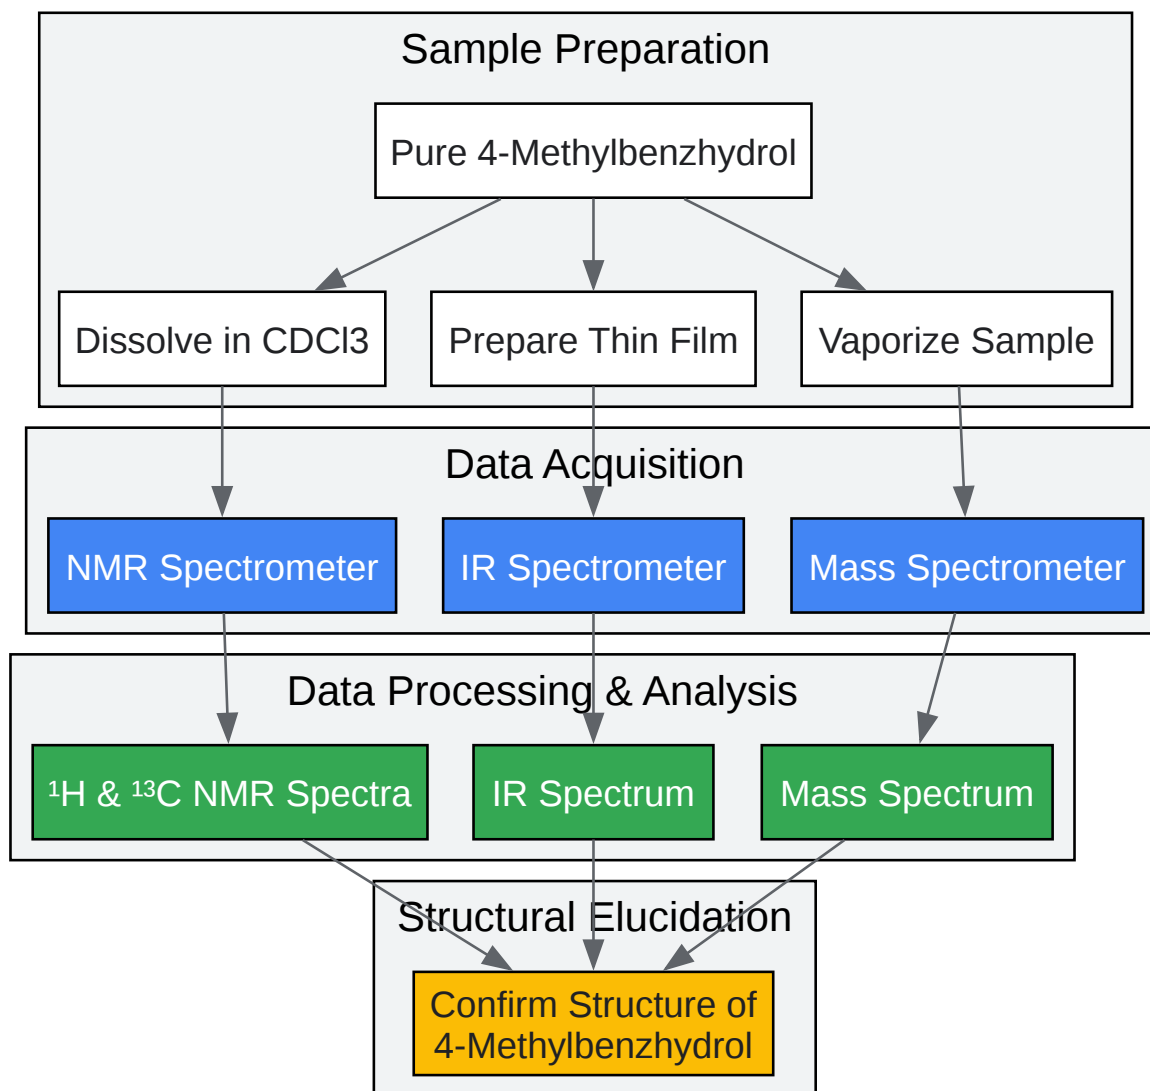 Sample Preparation
Pure 4-Methylbenzhydrol
Dissolve in CDCl3
Prepare Thin Film
Vaporize Sample
Data Acquisition
NMR Spectrometer
IR Spectrometer
Mass Spectrometer
Data Processing & Analysis
¹H & ¹³C NMR Spectra
IR Spectrum
Mass Spectrum
Structural Elucidation
Confirm Structure of
4-Methylbenzhydrol